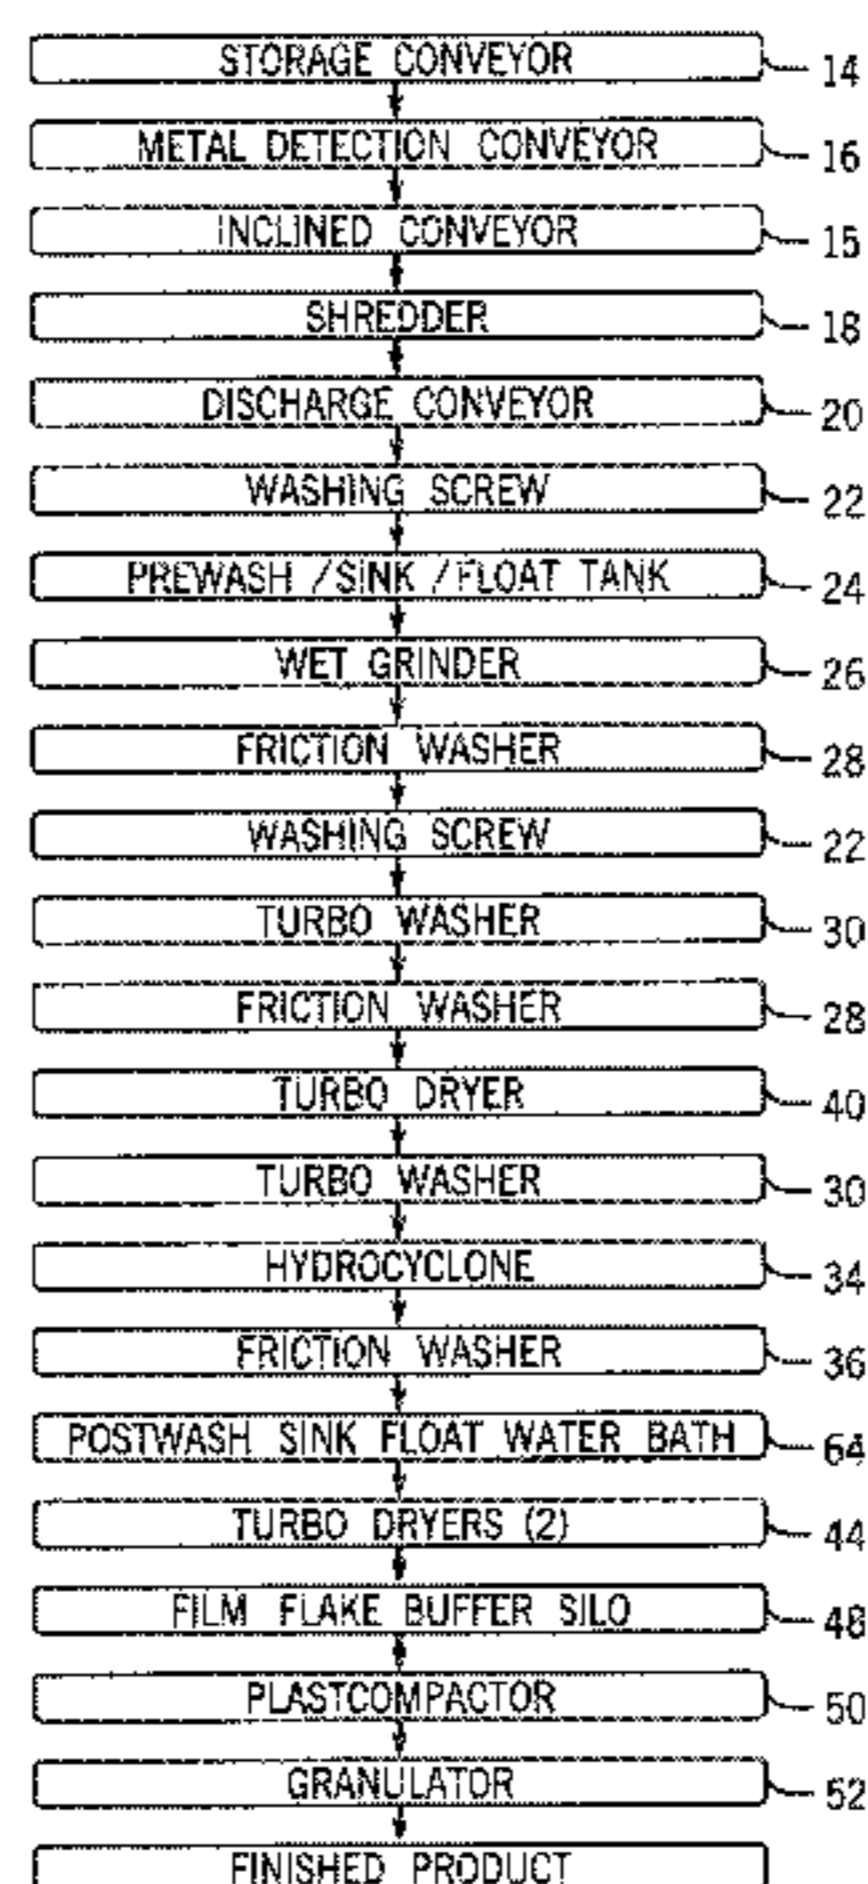 STORAGE CONVEYOR 14
METAL DETECTION CONVEYOR 16
INCLINED CONVEYOR 15
SHREDDER 18
DISCHARGE CONVEYOR 20
WASHING SCREW 22
PREWASH / SINK / FLOAT TANK 24
WET GRINDER 26
FRICTION WASHER 28
WASHING SCREW 22
TURBO WASHER 30
FRICTION WASHER 28
TURBO DRYER 40
TURBO WASHER 30
HYDROCYCLONE 34
FRICTION WASHER 36
POSTWASH SINK FLOAT WATER BATH 64
TURBO DRYERS (2) 44
FILM FLAKE BUFFER SILO 48
PLASTCOMPACTOR 50
GRANULATOR 52
FINISHED PRODUCT